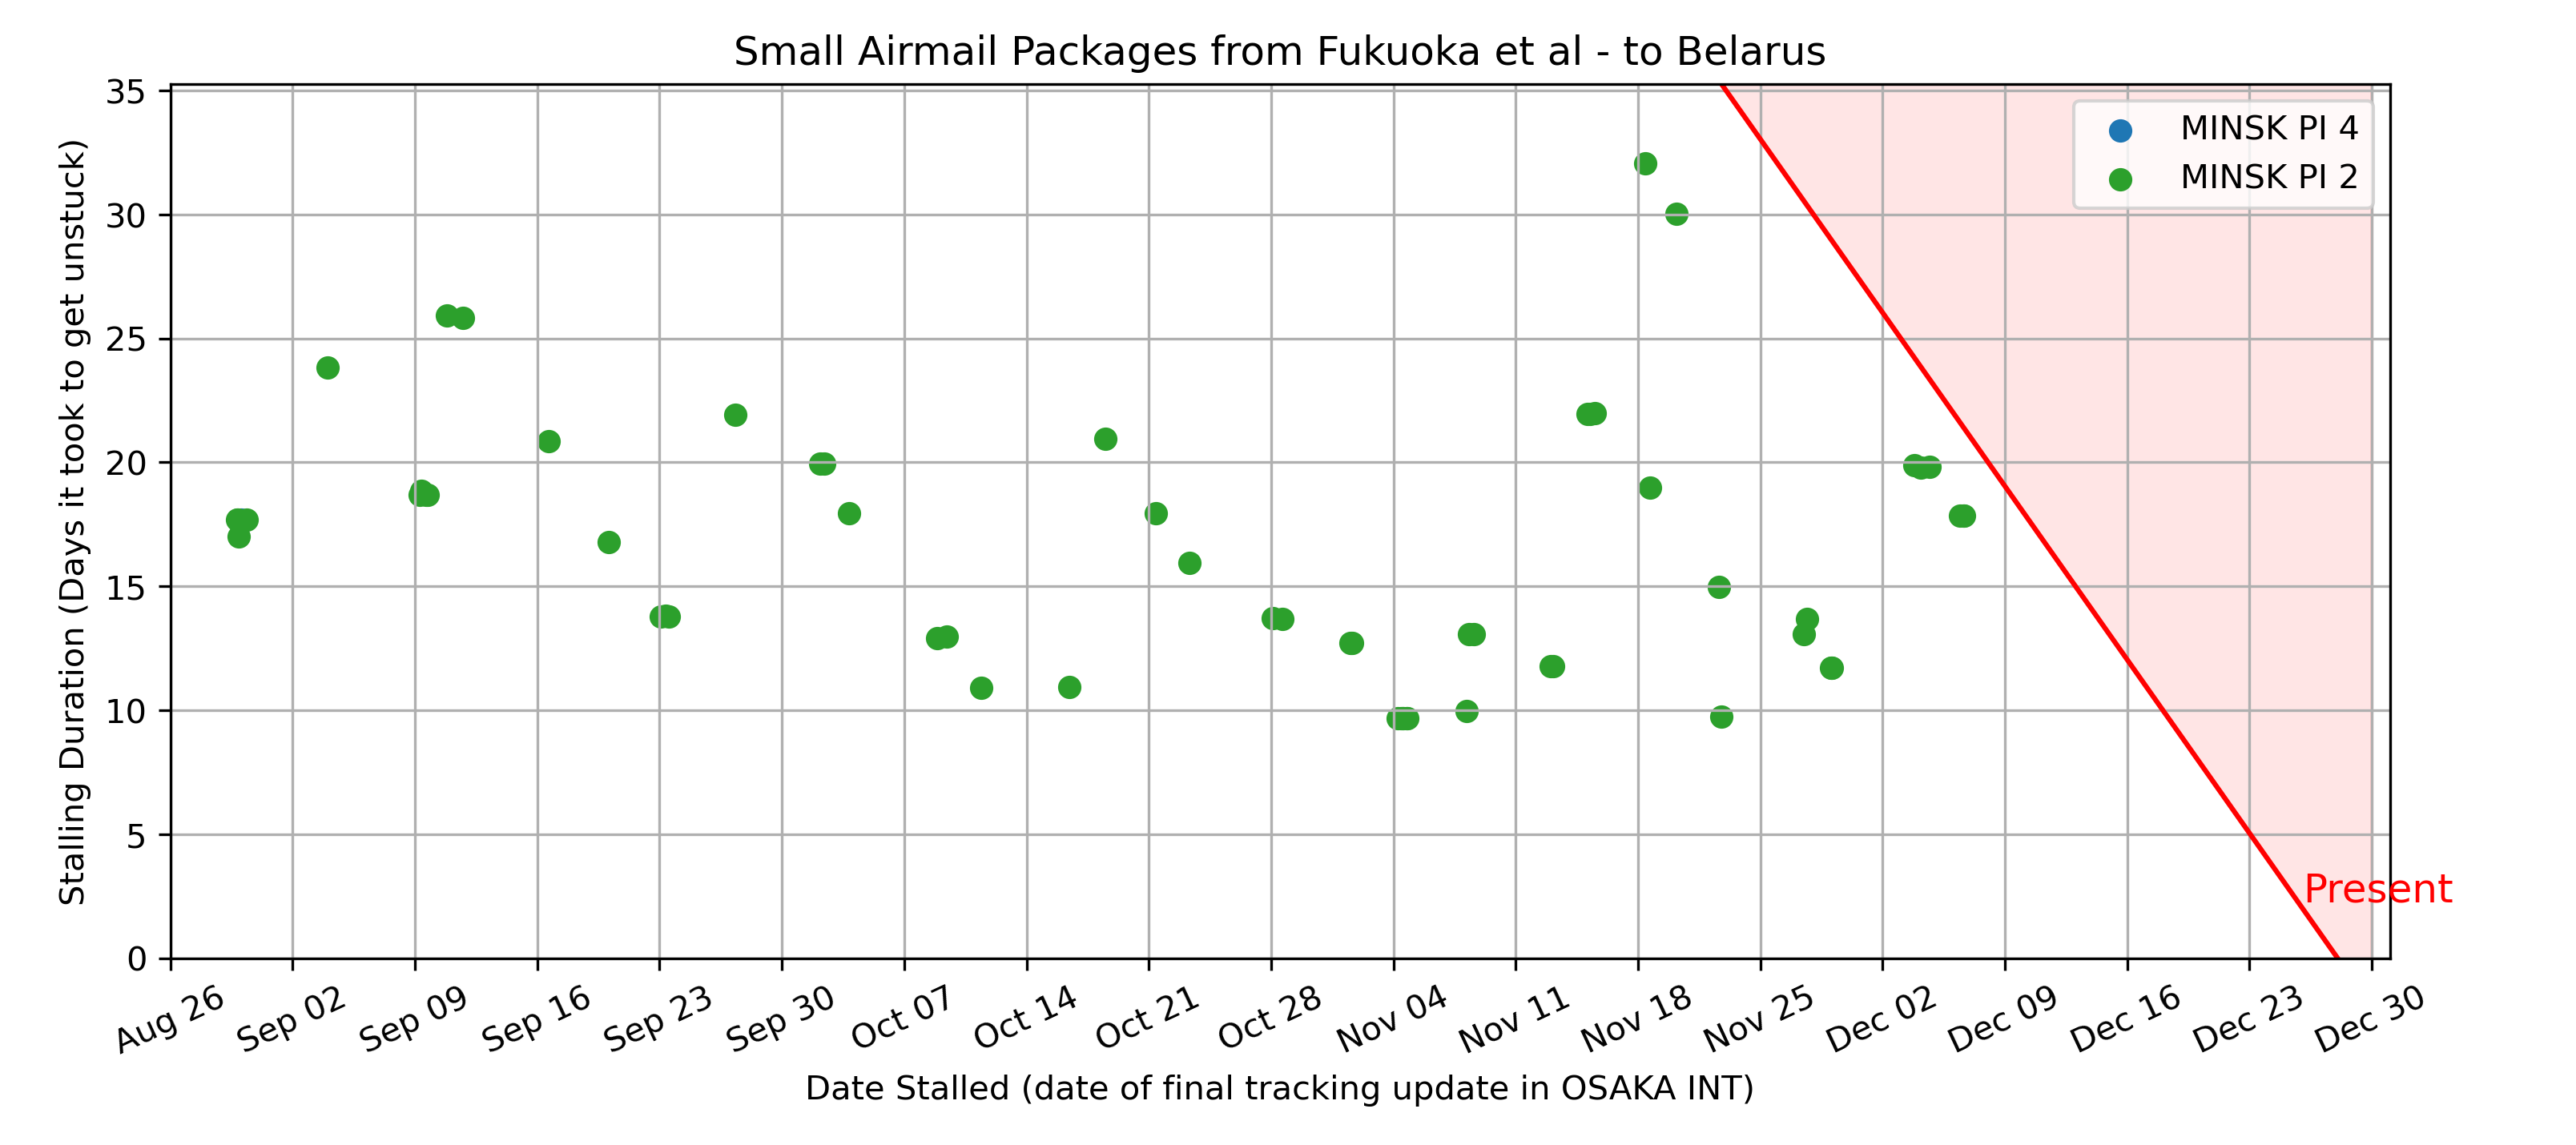 Small Airmail Packages from Fukuoka et al - to Belarus
Stalling Duration (Days it took to get unstuck)
35
30
25
20
15
10
5
0
MINSK PI 4
MINSK PI 2
Present
Aug 26
Sep 02
Sep 09
Sep 16
Sep 23
Sep 30
Oct 07
Oct 14
Oct 21
Oct 28
Nov 04
Nov 11
Nov 18
Nov 25
Dec 02
Dec 09
Dec 16
Dec 23
Dec 30
Date Stalled (date of final tracking update in OSAKA INT)